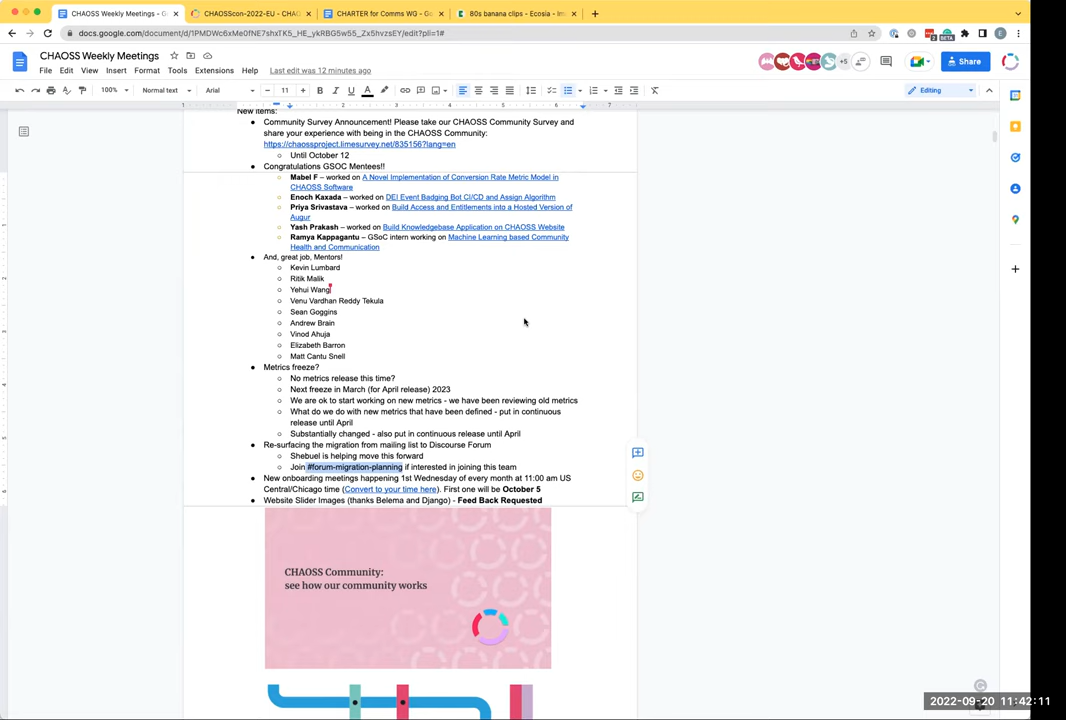 CHAOSS Weekly Meetings - G
CHAOSScon-2022-EU - CHA
CHARTER for Comms WG - Go
80s banana clips - Ecosia - Im
docs.google.com/document/d/1PMDWc6xMe0fNE7shxTK5_HE_ykRBG5w55_Zx5hvzsEY/edit?pli=1#
CHAOSS Weekly Meetings
File Edit View Insert Format Tools Extensions Help Last edit was 12 minutes ago
+5
Share
100% Normal text Arial 11 Editing
New items:
Community Survey Announcement! Please take our CHAOSS Community Survey and
share your experience with being in the CHAOSS Community:
https://chaossproject.limesurvey.net/835156?lang=en
Until October 12
Congratulations GSOC Mentees!!
Mabel F – worked on A Novel Implementation of Conversion Rate Metric Model in
CHAOSS Software
Enoch Kaxada – worked on DEI Event Badging Bot CI/CD and Assign Algorithm
Priya Srivastava – worked on Build Access and Entitlements into a Hosted Version of
Augur
Yash Prakash – worked on Build Knowledgebase Application on CHAOSS Website
Ramya Kappagantu – GSoC intern working on Machine Learning based Community
Health and Communication
And, great job, Mentors!
Kevin Lumbard
Ritik Malik
Yehui Wang
Venu Vardhan Reddy Tekula
Sean Goggins
Andrew Brain
Vinod Ahuja
Elizabeth Barron
Matt Cantu Snell
Metrics freeze?
No metrics release this time?
Next freeze in March (for April release) 2023
We are ok to start working on new metrics - we have been reviewing old metrics
What do we do with new metrics that have been defined - put in continuous
release until April
Substantially changed - also put in continuous release until April
Re-surfacing the migration from mailing list to Discourse Forum
Shebuel is helping move this forward
Join #forum-migration-planning if interested in joining this team
New onboarding meetings happening 1st Wednesday of every month at 11:00 am US
Central/Chicago time (Convert to your time here). First one will be October 5
Website Slider Images (thanks Belema and Django) - Feed Back Requested
CHAOSS Community:
see how our community works
2022-09-20 11:42:11